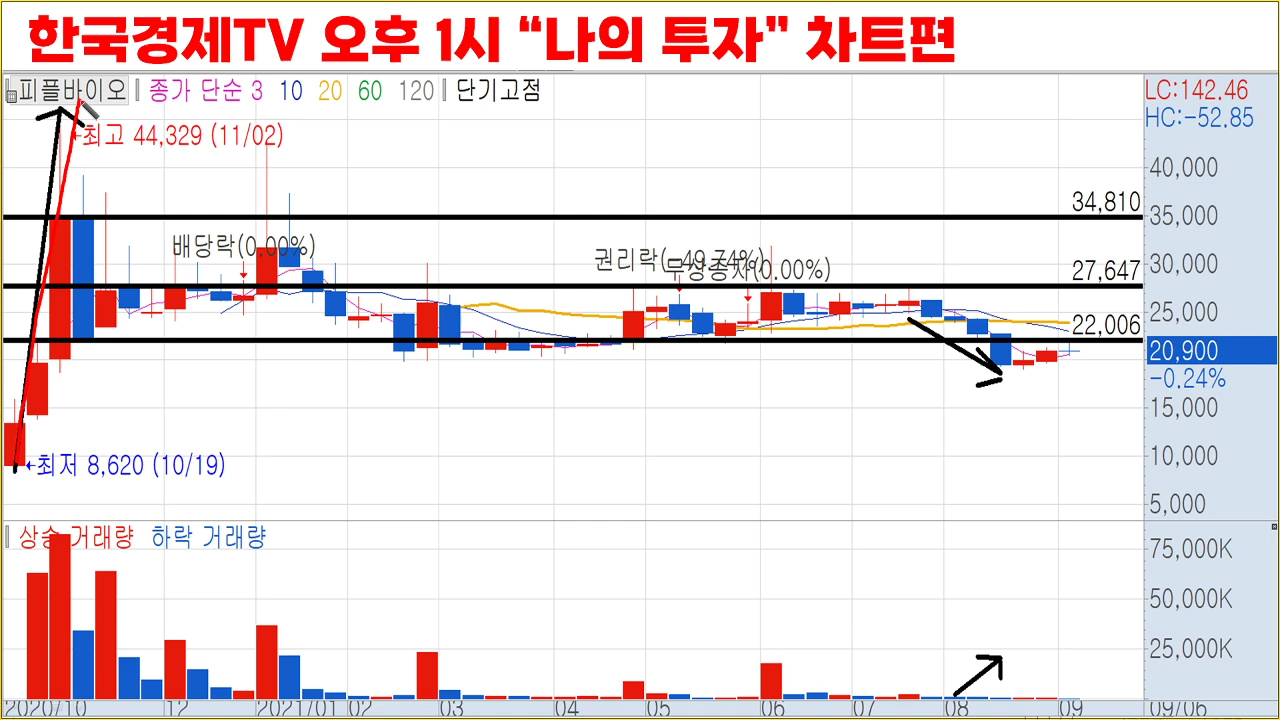 한국경제TV 오후 1시 “나의 투자” 차트편
피플바이오 종가 단순 3 10 20 60 120 단기고점
LC:142.46
HC:-52.85
최고 44,329 (11/02)
40,000
34,810
35,000
배당락(0.00%)
권리락(-49.74%)
무상증자(0.00%)
30,000
27,647
25,000
22,006
20,900
-0.24%
15,000
최저 8,620 (10/19)
10,000
5,000
상승 거래량 하락 거래량
75,000K
50,000K
25,000K
2020/10 12 2021/01 02 03 04 05 06 07 08 09 09/06